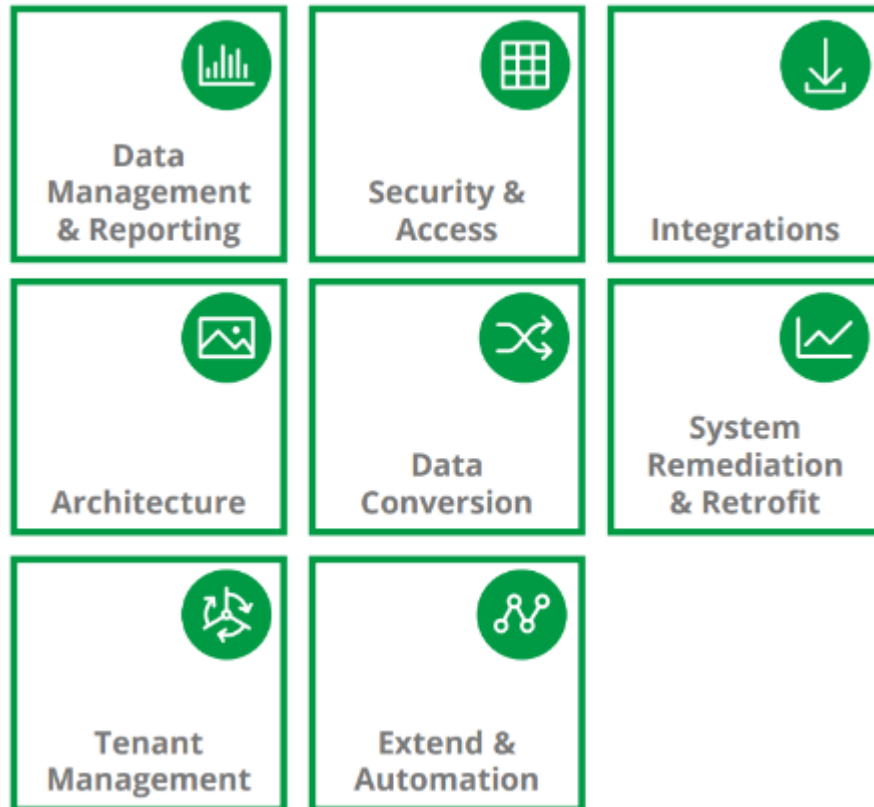 Data
Management
& Reporting
Security &
Access
Integrations
Architecture
Data
Conversion
System
Remediation
& Retrofit
Tenant
Management
Extend &
Automation